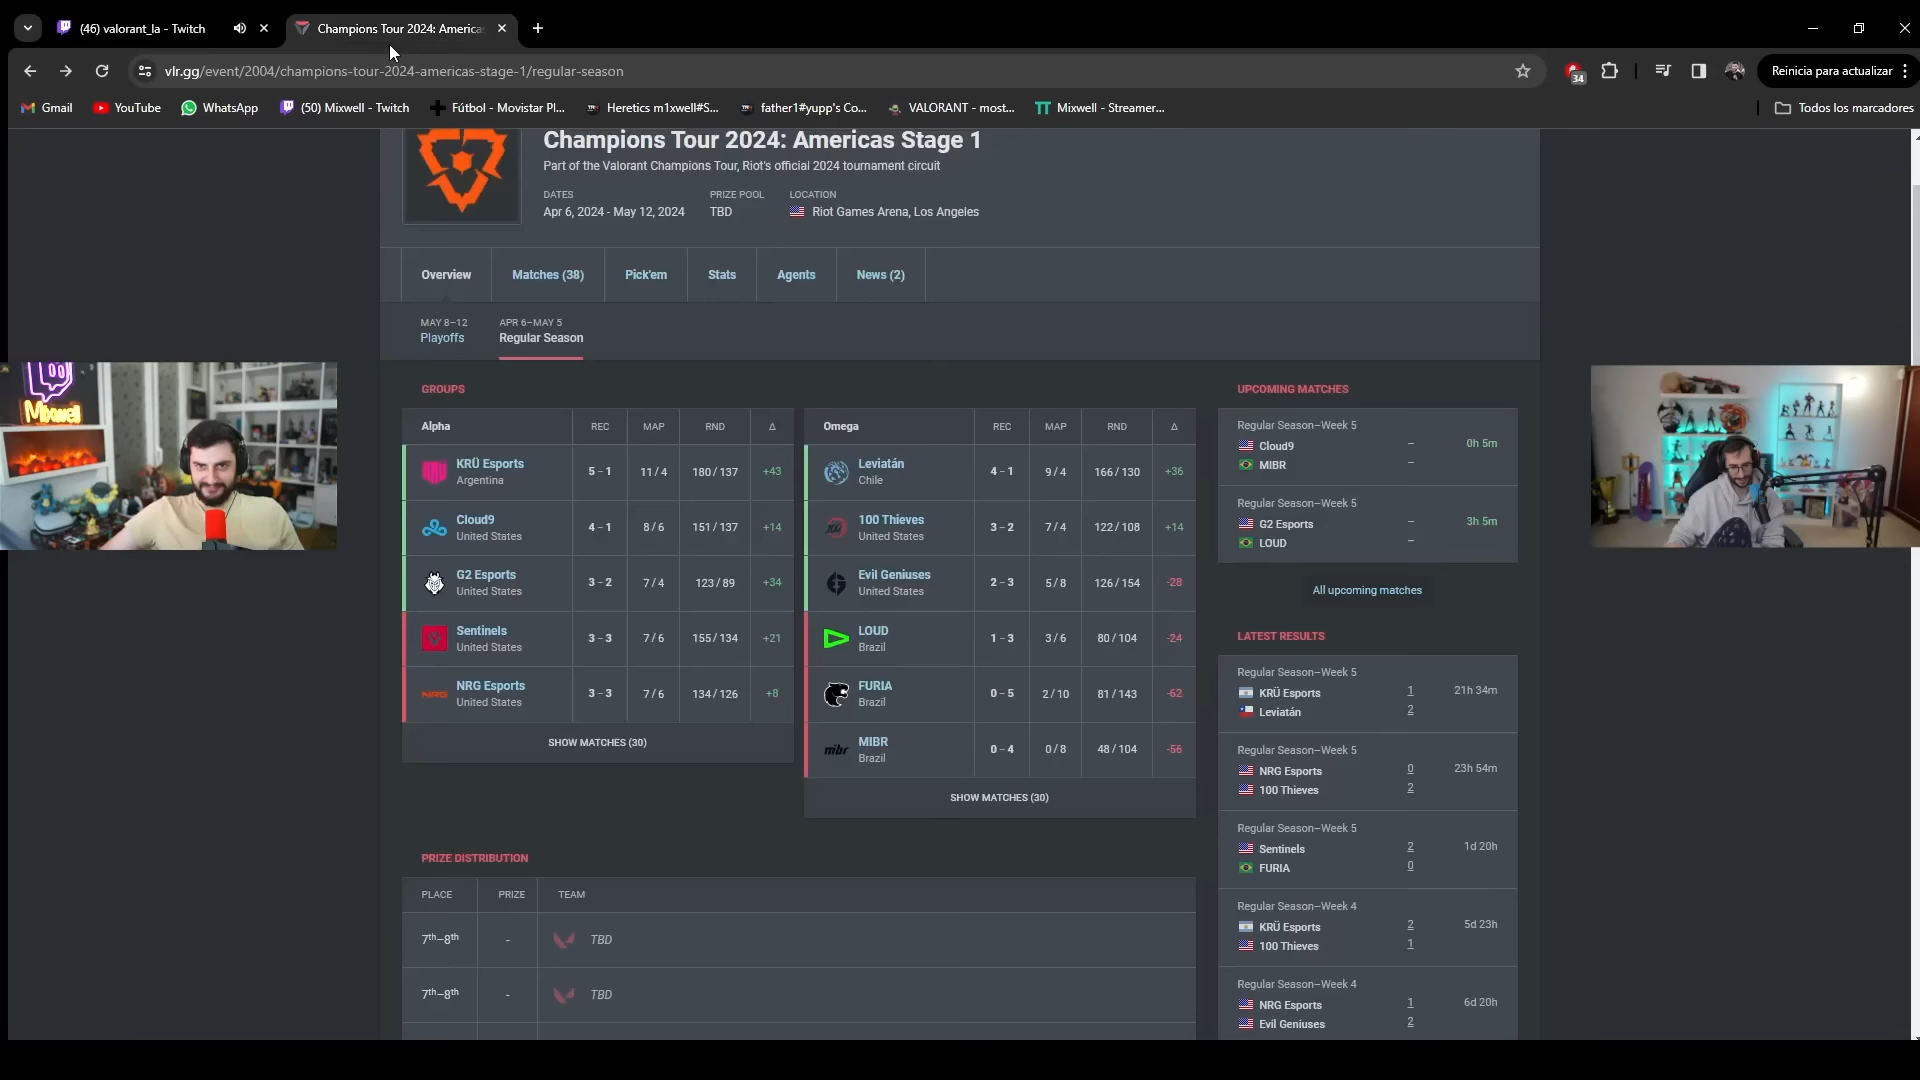 (46) valorant_la - Twitch
Champions Tour 2024: America
vlr.gg/event/2004/champions-tour-2024-americas-stage-1/regular-season
34
Reinicia para actualizar
Gmail
YouTube
WhatsApp
(50) Mixwell - Twitch
Fútbol - Movistar Pl...
Heretics m1xwell#S...
father1#yupp's Co...
VALORANT - most...
Mixwell - Streamer...
Todos los marcadores
Champions Tour 2024: Americas Stage 1
Part of the Valorant Champions Tour, Riot's official 2024 tournament circuit
DATES PRIZE POOL LOCATION
Apr 6, 2024 - May 12, 2024 TBD Riot Games Arena, Los Angeles
Overview Matches (38) Pick'em Stats Agents News (2)
MAY 8–12 APR 6–MAY 5
Playoffs Regular Season
Mixwell
GROUPS
Alpha REC MAP RND Δ
KRÜ Esports 5 – 1 11 / 4 180 / 137 +43
Argentina
Cloud9 4 – 1 8 / 6 151 / 137 +14
United States
G2 Esports 3 – 2 7 / 4 123 / 89 +34
United States
Sentinels 3 – 3 7 / 6 155 / 134 +21
United States
NRG
NRG Esports 3 – 3 7 / 6 134 / 126 +8
United States
SHOW MATCHES (30)
Omega REC MAP RND Δ
Leviatán 4 – 1 9 / 4 166 / 130 +36
Chile
100 Thieves 3 – 2 7 / 4 122 / 108 +14
United States
Evil Geniuses 2 – 3 5 / 8 126 / 154 -28
United States
LOUD 1 – 3 3 / 6 80 / 104 -24
Brazil
FURIA 0 – 5 2 / 10 81 / 143 -62
Brazil
mibr
MIBR 0 – 4 0 / 8 48 / 104 -56
Brazil
SHOW MATCHES (30)
PRIZE DISTRIBUTION
PLACE PRIZE TEAM
7th–8th - TBD
7th–8th - TBD
UPCOMING MATCHES
Regular Season–Week 5
Cloud9 – 0h 5m
MIBR –
Regular Season–Week 5
G2 Esports – 3h 5m
LOUD –
All upcoming matches
LATEST RESULTS
Regular Season–Week 5
KRÜ Esports 1 21h 34m
Leviatán 2
Regular Season–Week 5
NRG Esports 0 23h 54m
100 Thieves 2
Regular Season–Week 5
Sentinels 2 1d 20h
FURIA 0
Regular Season–Week 4
KRÜ Esports 2 5d 23h
100 Thieves 1
Regular Season–Week 4
NRG Esports 1 6d 20h
Evil Geniuses 2